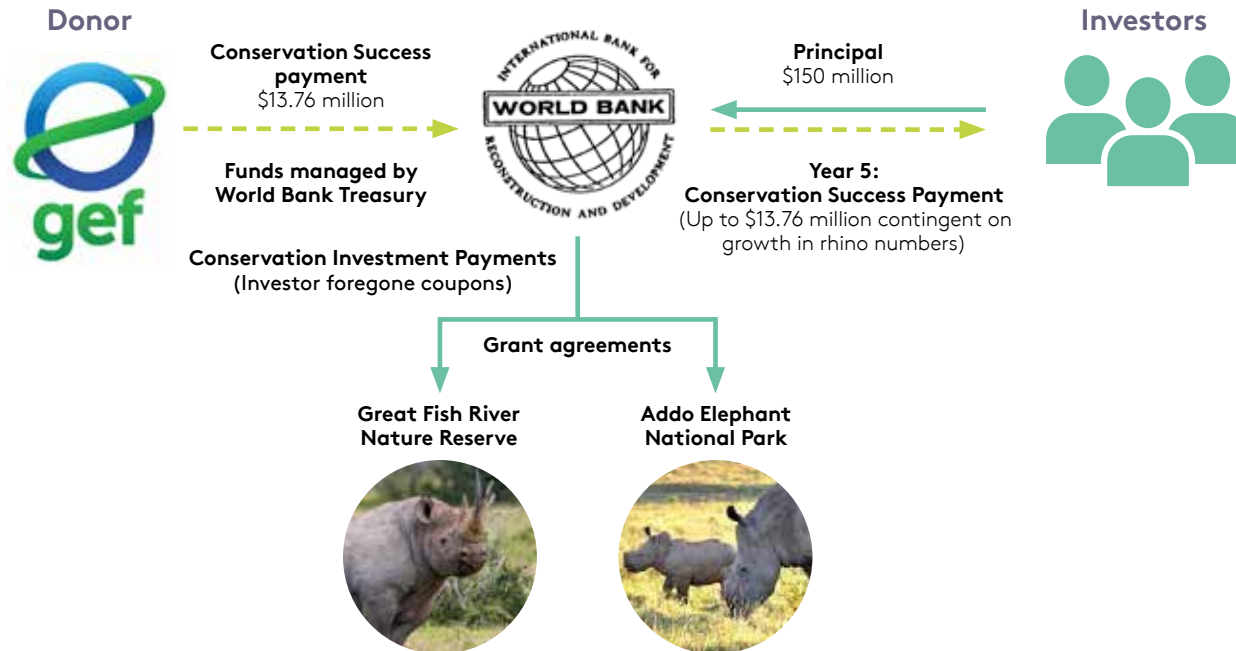 Donor
gef
Conservation Success
payment
$13.76 million
Funds managed by
World Bank Treasury
INTERNATIONAL BANK FOR
WORLD BANK
RECONSTRUCTION AND DEVELOPMENT
Principal
$150 million
Year 5:
Conservation Success Payment
(Up to $13.76 million contingent on
growth in rhino numbers)
Investors
Conservation Investment Payments
(Investor foregone coupons)
Grant agreements
Great Fish River
Nature Reserve
Addo Elephant
National Park